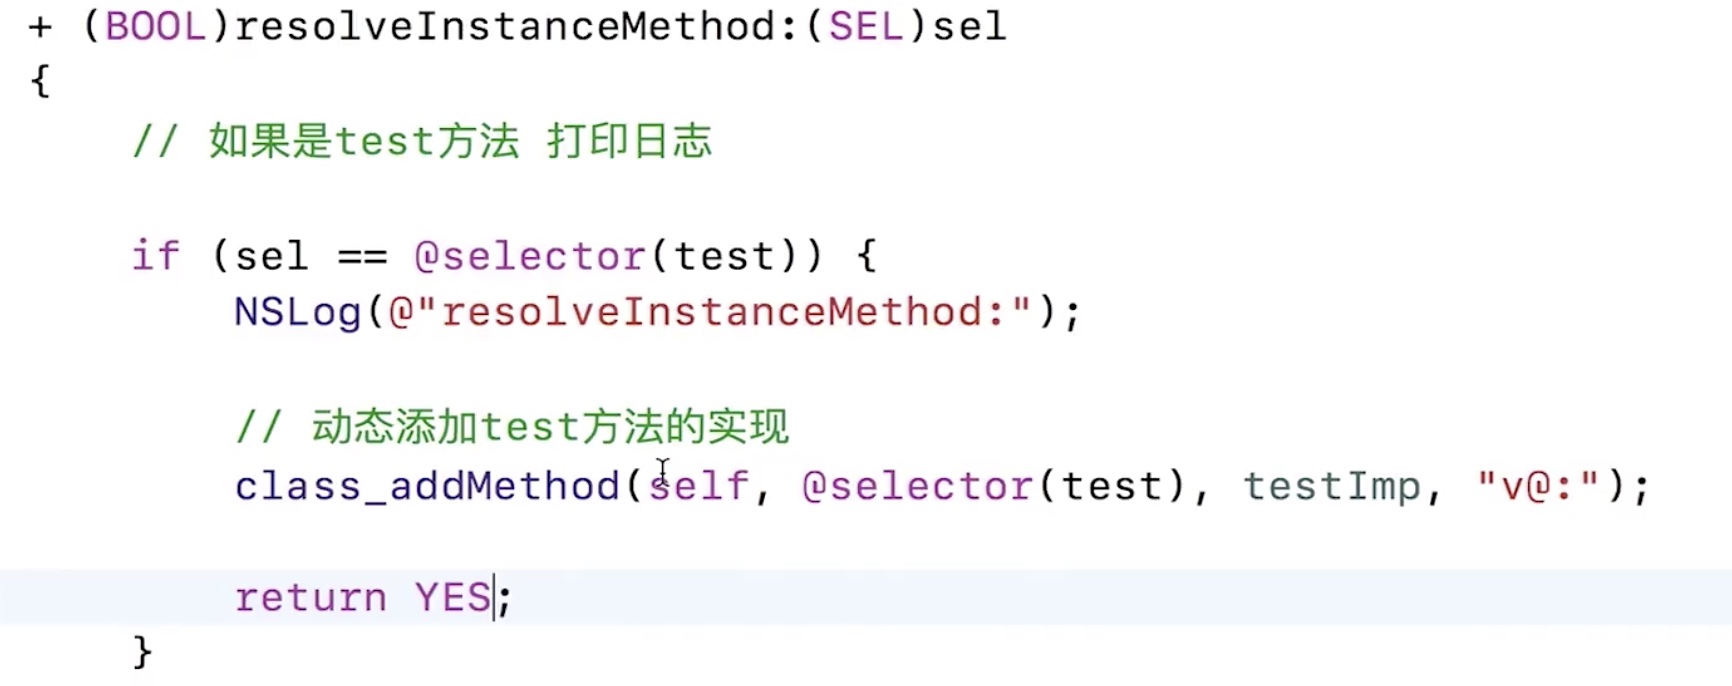 + (BOOL)resolveInstanceMethod:(SEL)sel
{
// 如果是test方法 打印日志
if (sel == @selector(test)) {
NSLog(@"resolveInstanceMethod:");
// 动态添加test方法的实现
class_addMethod(self, @selector(test), testImp, "v@:");
return YES;
}